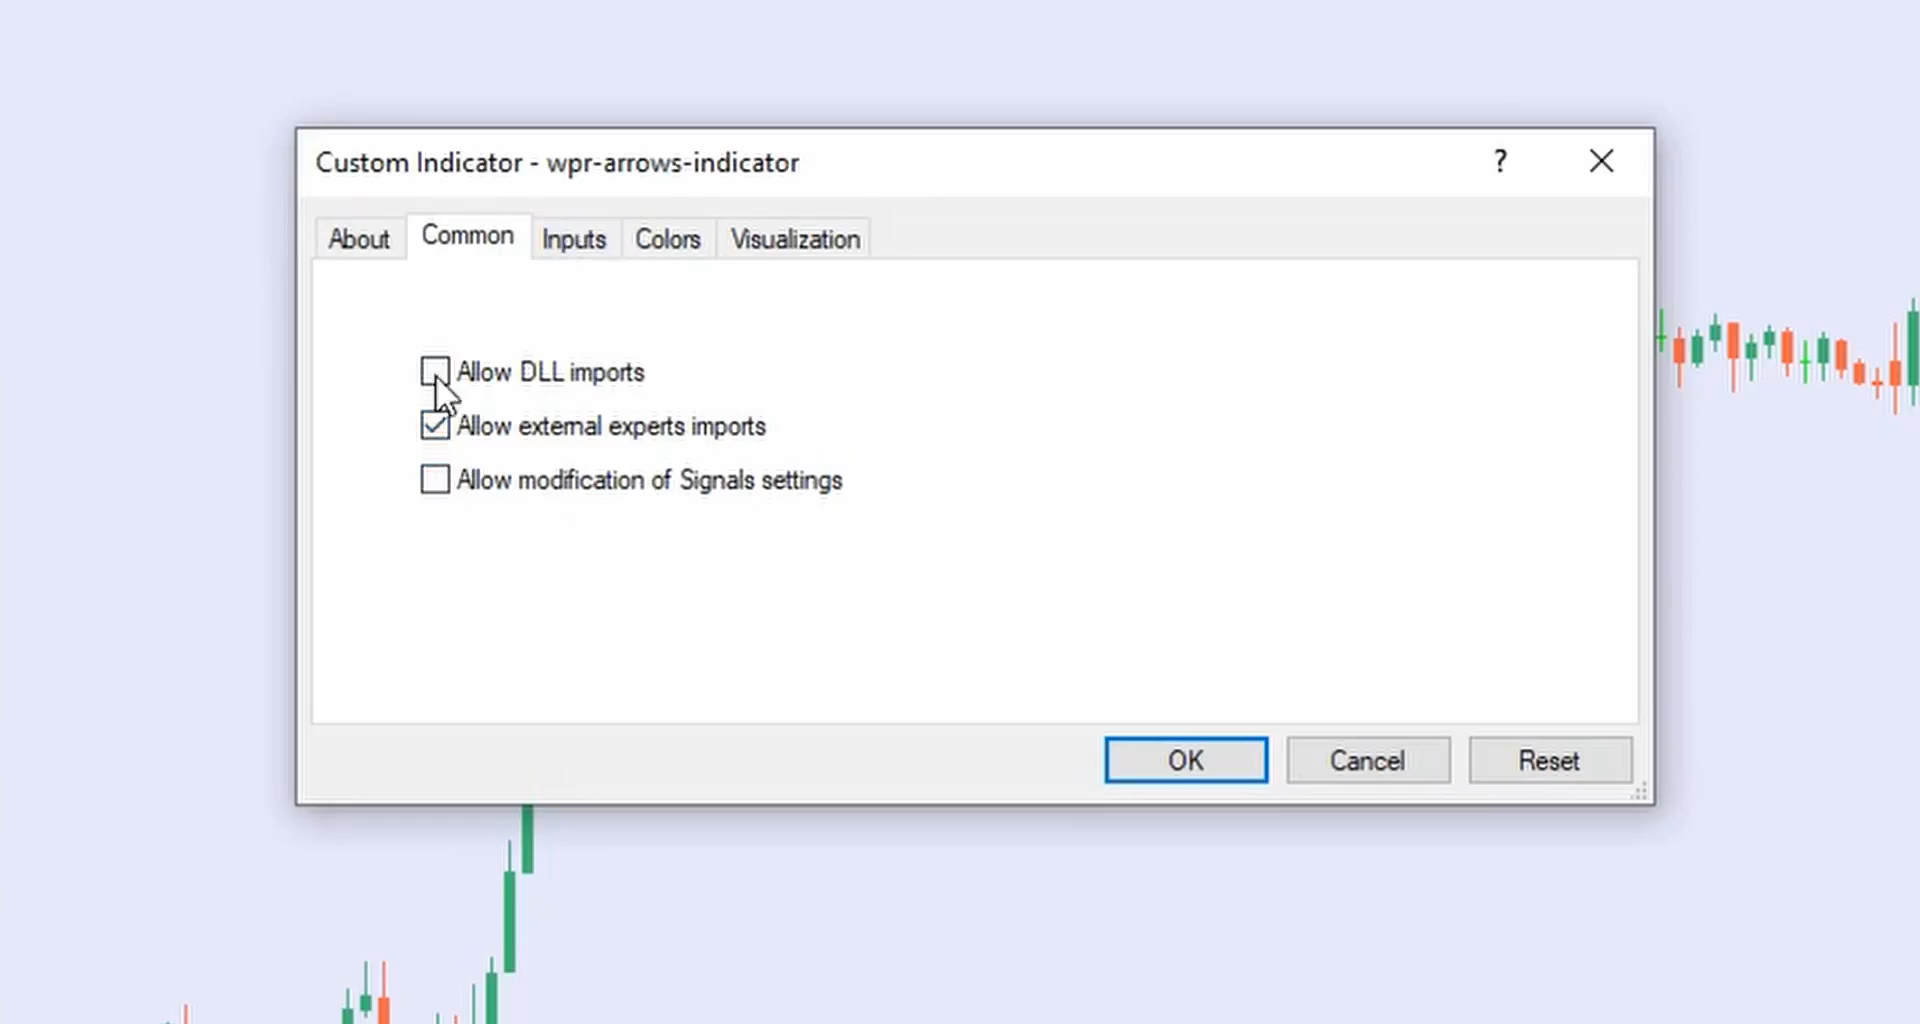 Custom Indicator - wpr-arrows-indicator
?
About Common Inputs Colors Visualization
Allow DLL imports
Allow external experts imports
Allow modification of Signals settings
OK Cancel Reset